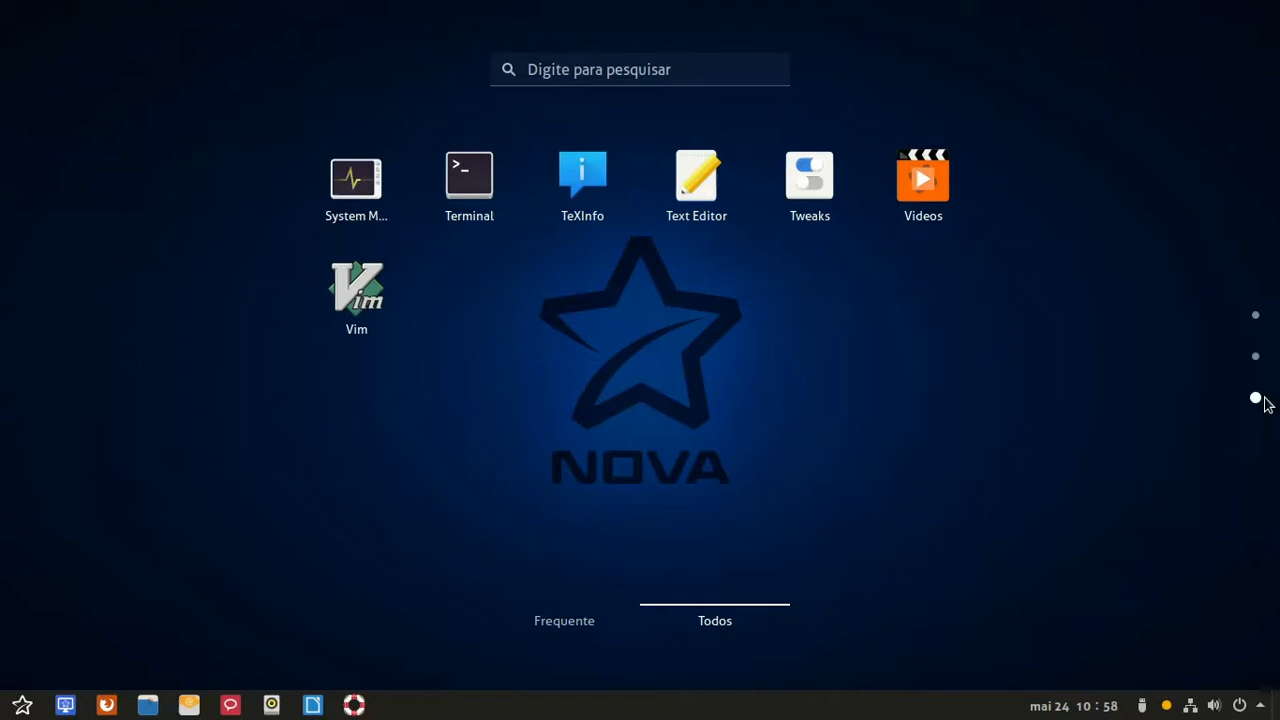 Digite para pesquisar
System M...
Terminal
TeXInfo
Text Editor
Tweaks
Videos
Vim
NOVA
Frequente
Todos
mai 24 10:58